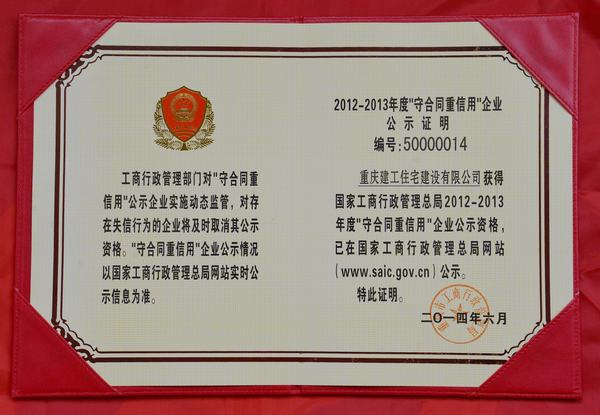 工商行政管理部门对"守合同重
信用"公示企业实施动态监管，对存
在失信行为的企业将及时取消其公示
资格。"守合同重信用"企业公示情况
以国家工商行政管理总局网站实时公
示信息为准。
2012-2013年度"守合同重信用"企业
公示证明
编号:50000014
重庆建工住宅建设有限公司获得
国家工商行政管理总局2012-2013
年度"守合同重信用"企业公示资格，
已在国家工商行政管理总局网站
（www.saic.gov.cn）公示。
特此证明。
二〇一四年六月
市工商行政